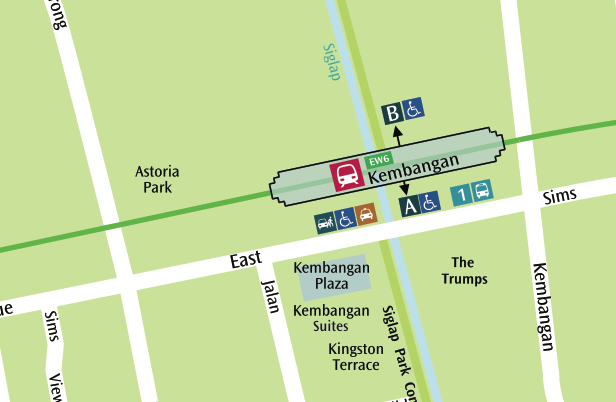 ong
Siglap
B
EW6
Kembangan
Astoria
Park
A
1
Sims
East
Kembangan
Plaza
The
Trumps
Kembangan
Jalan
Kembangan
Suites
Siglap Park Con
Kingston
Terrace
ue
Sims
View